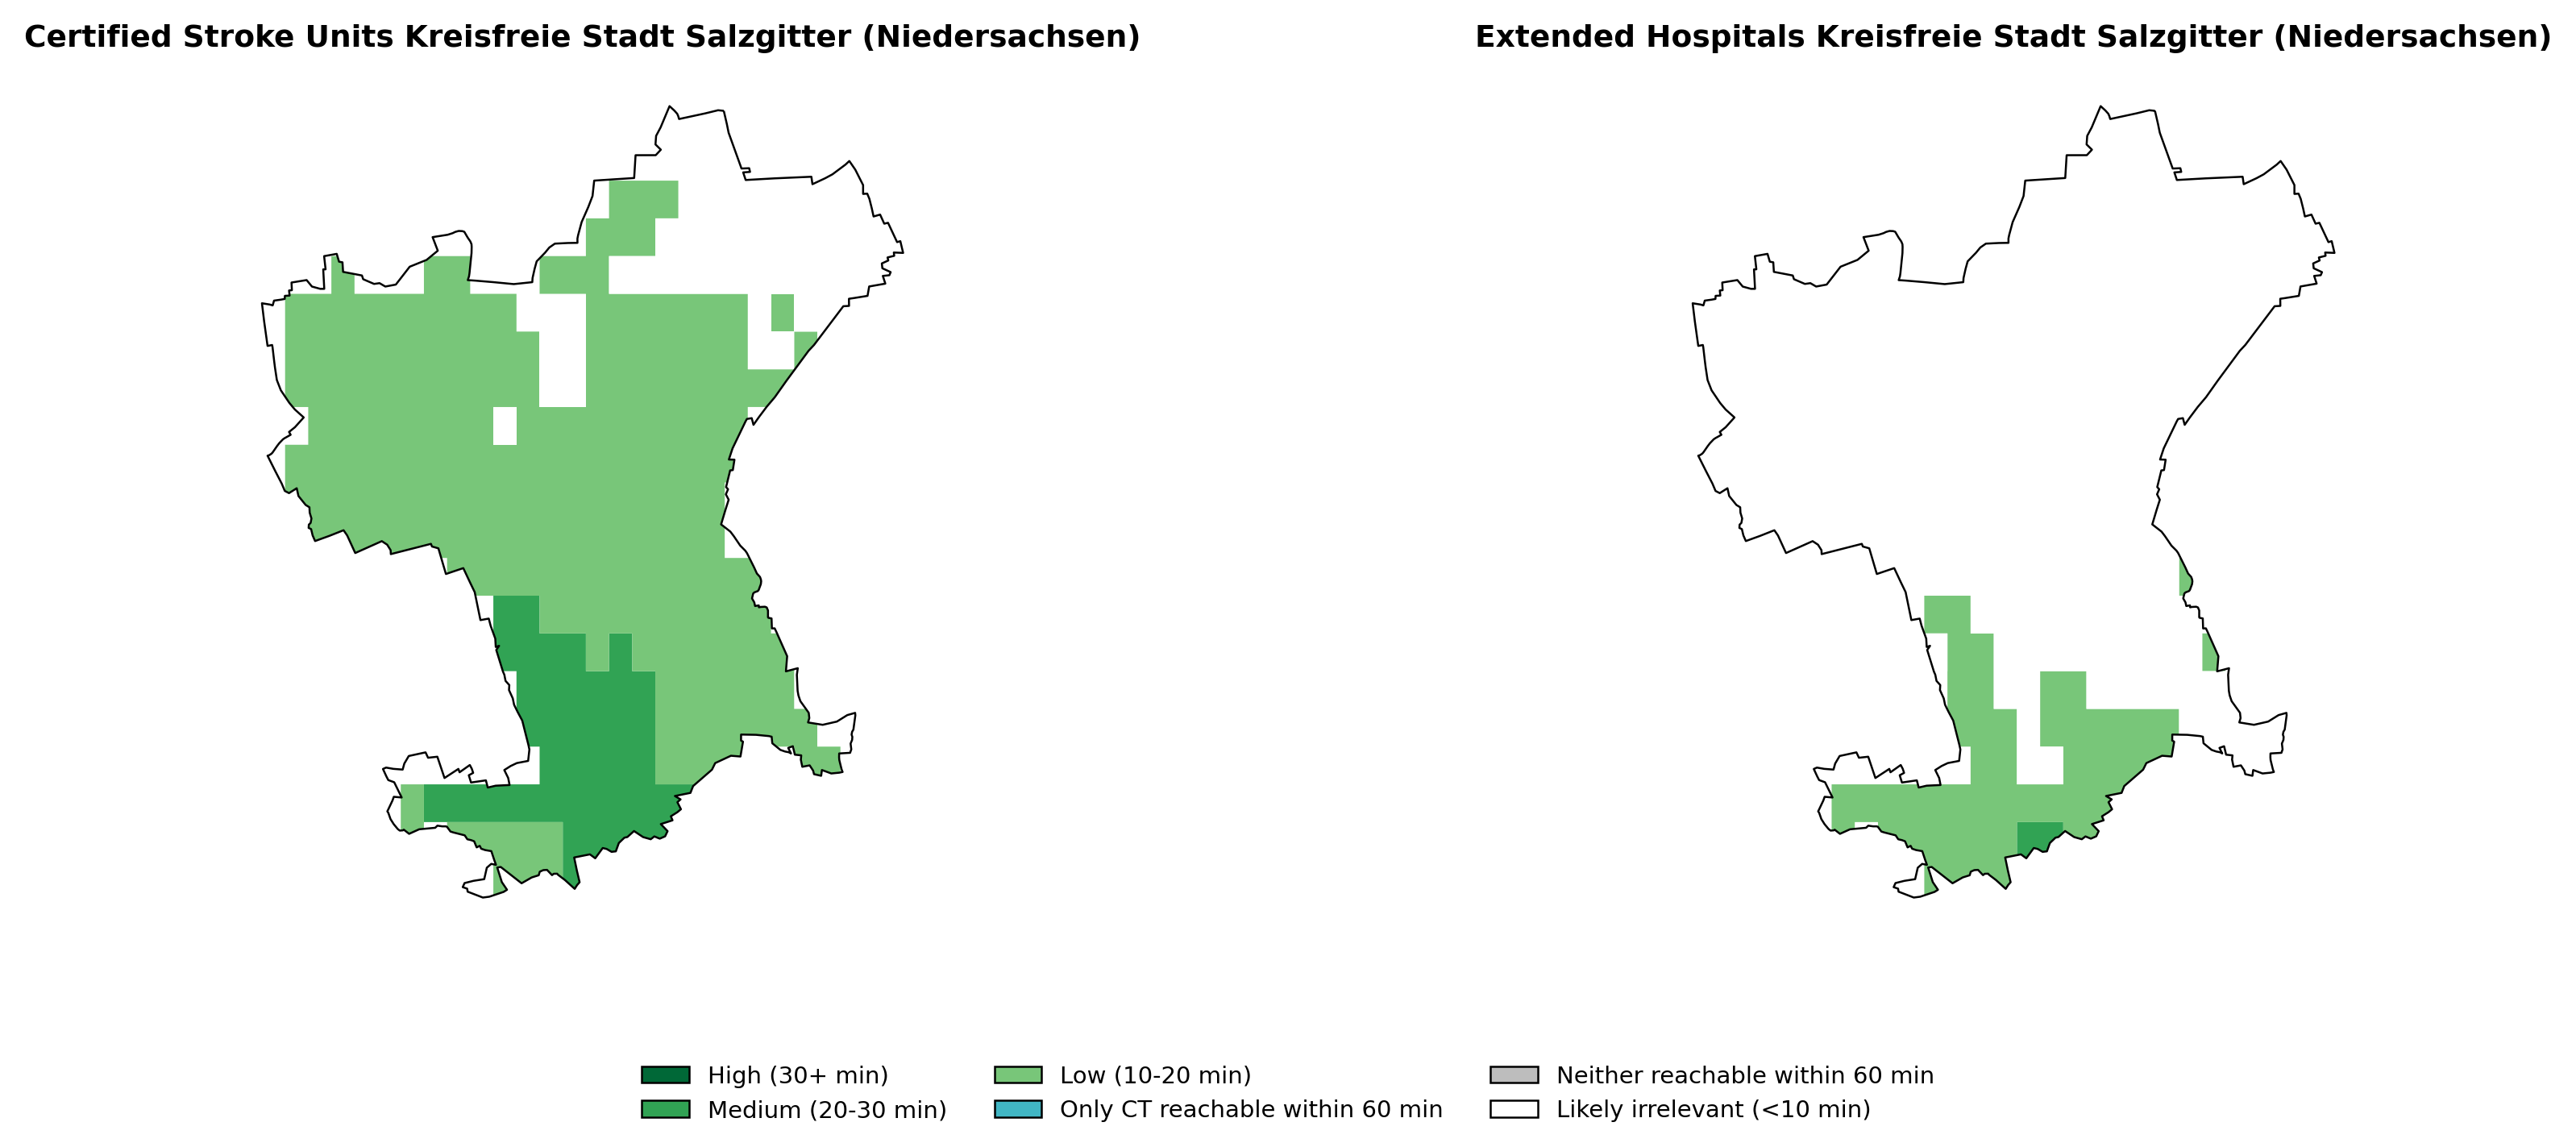 Certified Stroke Units Kreisfreie Stadt Salzgitter (Niedersachsen)
Extended Hospitals Kreisfreie Stadt Salzgitter (Niedersachsen)
High (30+ min)
Medium (20-30 min)
Low (10-20 min)
Only CT reachable within 60 min
Neither reachable within 60 min
Likely irrelevant (<10 min)